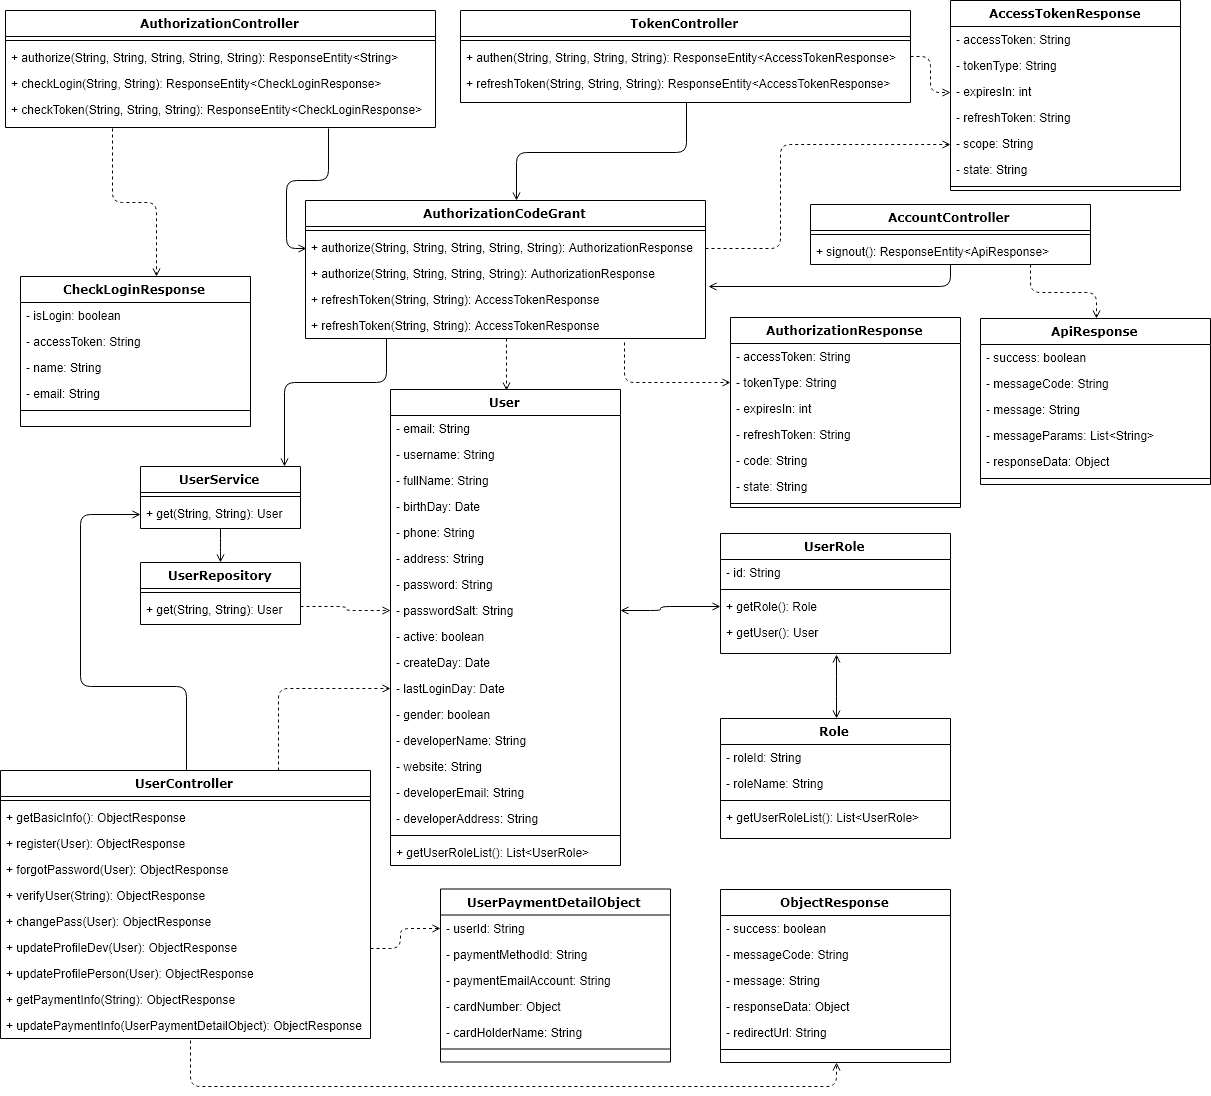 AuthorizationController
+ authorize(String, String, String, String, String): ResponseEntity<String>
+ checkLogin(String, String): ResponseEntity<CheckLoginResponse>
+ checkToken(String, String, String): ResponseEntity<CheckLoginResponse>
TokenController
+ authen(String, String, String, String): ResponseEntity<AccessTokenResponse>
+ refreshToken(String, String, String): ResponseEntity<AccessTokenResponse>
AccessTokenResponse
- accessToken: String
- tokenType: String
- expiresIn: int
- refreshToken: String
- scope: String
- state: String
AuthorizationCodeGrant
+ authorize(String, String, String, String, String): AuthorizationResponse
+ authorize(String, String, String, String): AuthorizationResponse
+ refreshToken(String, String): AccessTokenResponse
+ refreshToken(String, String): AccessTokenResponse
AccountController
+ signout(): ResponseEntity<ApiResponse>
CheckLoginResponse
- isLogin: boolean
- accessToken: String
- name: String
- email: String
AuthorizationResponse
- accessToken: String
- tokenType: String
- expiresIn: int
- refreshToken: String
- code: String
- state: String
ApiResponse
- success: boolean
- messageCode: String
- message: String
- messageParams: List<String>
- responseData: Object
User
- email: String
- username: String
- fullName: String
- birthDay: Date
- phone: String
- address: String
- password: String
- passwordSalt: String
- active: boolean
- createDay: Date
- lastLoginDay: Date
- gender: boolean
- developerName: String
- website: String
- developerEmail: String
- developerAddress: String
+ getUserRoleList(): List<UserRole>
UserService
+ get(String, String): User
UserRepository
+ get(String, String): User
UserRole
- id: String
+ getRole(): Role
+ getUser(): User
Role
- roleId: String
- roleName: String
+ getUserRoleList(): List<UserRole>
UserController
+ getBasicInfo(): ObjectResponse
+ register(User): ObjectResponse
+ forgotPassword(User): ObjectResponse
+ verifyUser(String): ObjectResponse
+ changePass(User): ObjectResponse
+ updateProfileDev(User): ObjectResponse
+ updateProfilePerson(User): ObjectResponse
+ getPaymentInfo(String): ObjectResponse
+ updatePaymentInfo(UserPaymentDetailObject): ObjectResponse
UserPaymentDetailObject
- userId: String
- paymentMethodId: String
- paymentEmailAccount: String
- cardNumber: Object
- cardHolderName: String
ObjectResponse
- success: boolean
- messageCode: String
- message: String
- responseData: Object
- redirectUrl: String